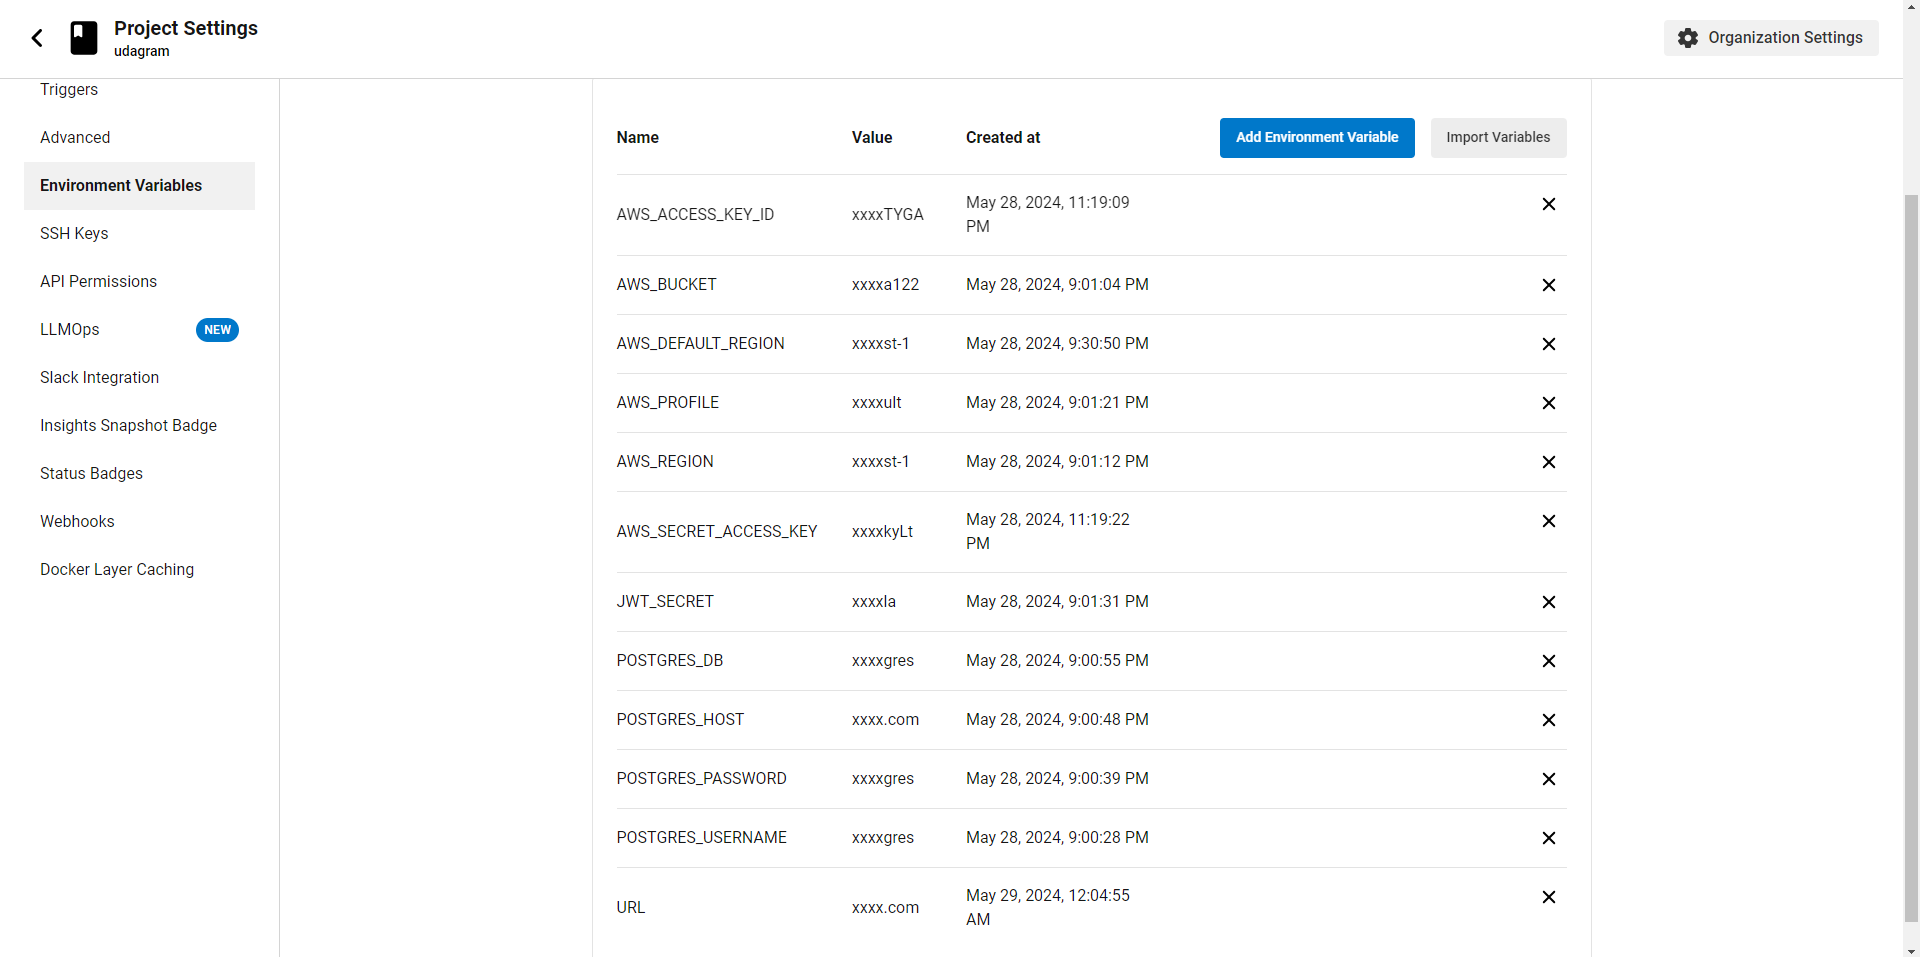 Project Settings
udagram
Organization Settings
Triggers
Advanced
Environment Variables
SSH Keys
API Permissions
LLMOps NEW
Slack Integration
Insights Snapshot Badge
Status Badges
Webhooks
Docker Layer Caching
Name Value Created at Add Environment Variable Import Variables
AWS_ACCESS_KEY_ID xxxxTYGA May 28, 2024, 11:19:09
PM
AWS_BUCKET xxxxa122 May 28, 2024, 9:01:04 PM
AWS_DEFAULT_REGION xxxxst-1 May 28, 2024, 9:30:50 PM
AWS_PROFILE xxxxult May 28, 2024, 9:01:21 PM
AWS_REGION xxxxst-1 May 28, 2024, 9:01:12 PM
AWS_SECRET_ACCESS_KEY xxxxkyLt May 28, 2024, 11:19:22
PM
JWT_SECRET xxxxla May 28, 2024, 9:01:31 PM
POSTGRES_DB xxxxgres May 28, 2024, 9:00:55 PM
POSTGRES_HOST xxxx.com May 28, 2024, 9:00:48 PM
POSTGRES_PASSWORD xxxxgres May 28, 2024, 9:00:39 PM
POSTGRES_USERNAME xxxxgres May 28, 2024, 9:00:28 PM
URL xxxx.com May 29, 2024, 12:04:55
AM